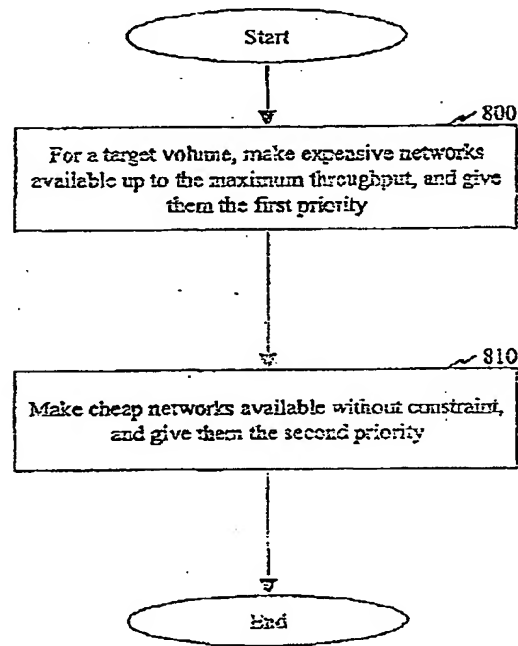 Start
800
For a target volume, make expensive networks
available up to the maximum throughput, and give
them the first priority
810
Make cheap networks available without constraint,
and give them the second priority
End